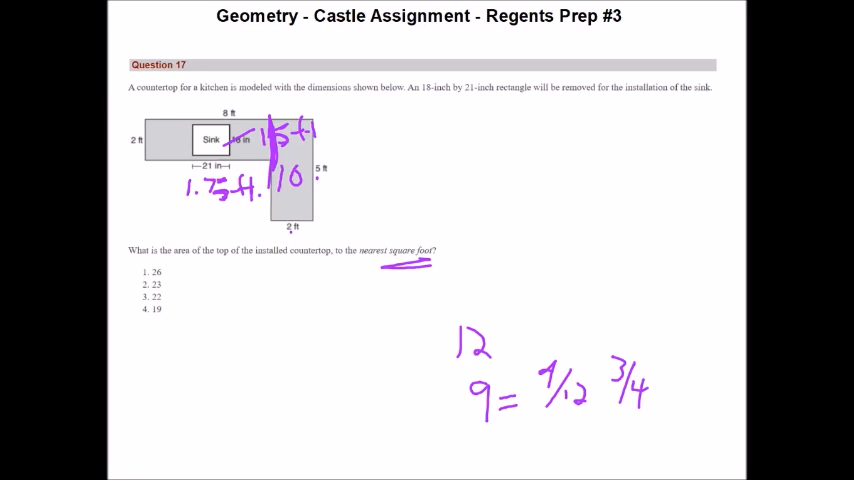 Geometry - Castle Assignment - Regents Prep #3
Question 17
A countertop for a kitchen is modeled with the dimensions shown below. An 18-inch by 21-inch rectangle will be removed for the installation of the sink.
8 ft
2 ft
Sink
18 in
1.5 ft
21 in
1.75 ft.
10
5 ft
2 ft
What is the area of the top of the installed countertop, to the nearest square foot?
1. 26
2. 23
3. 22
4. 19
12
9 = 9/12 3/4